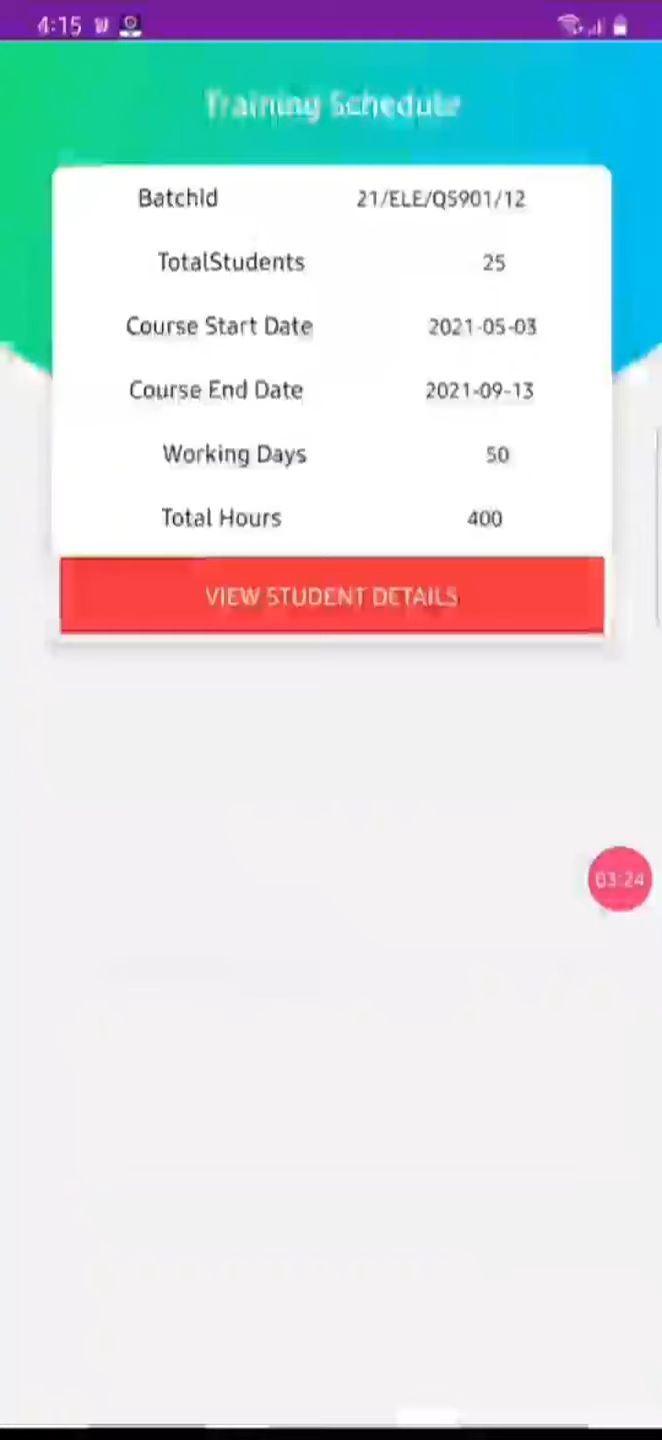 4:15
Training Schedule
BatchId 21/ELE/Q5901/12
TotalStudents 25
Course Start Date 2021-05-03
Course End Date 2021-09-13
Working Days 50
Total Hours 400
VIEW STUDENT DETAILS
03:24